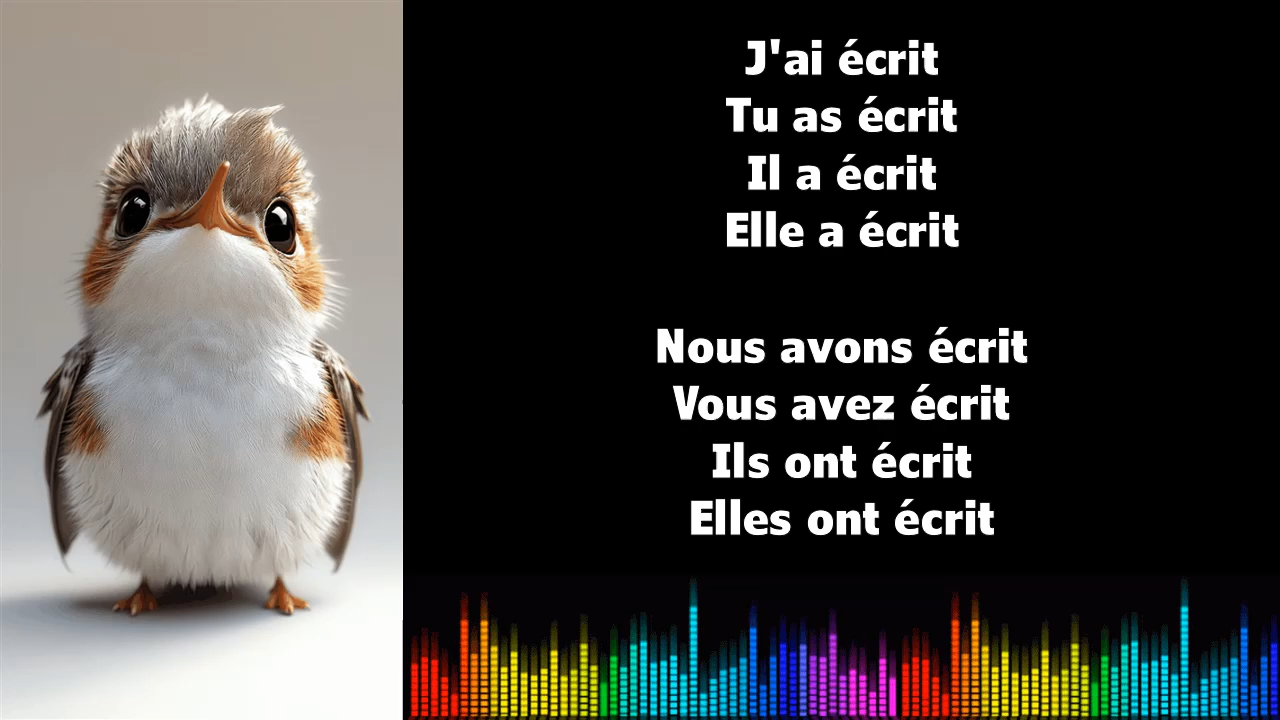 J'ai écrit
Tu as écrit
Il a écrit
Elle a écrit
Nous avons écrit
Vous avez écrit
Ils ont écrit
Elles ont écrit